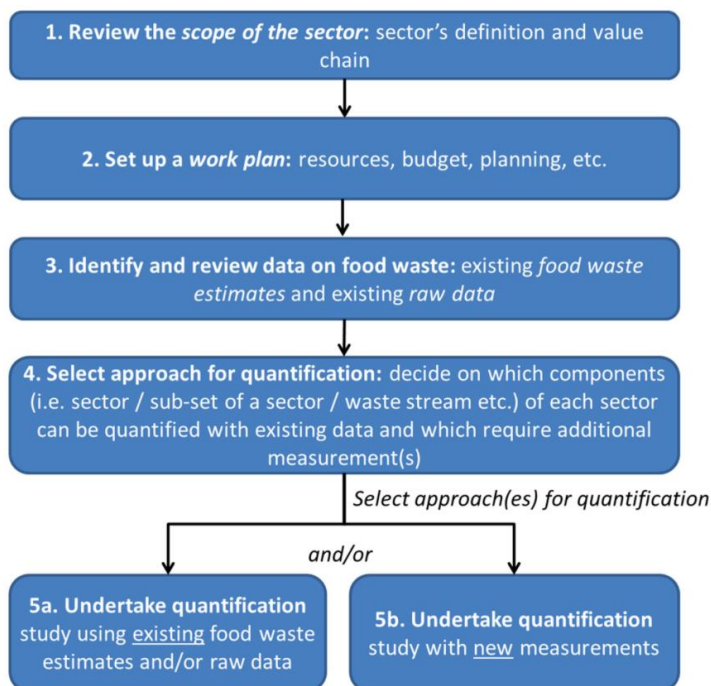 1. Review the scope of the sector: sector's definition and value
chain
2. Set up a work plan: resources, budget, planning, etc.
3. Identify and review data on food waste: existing food waste
estimates and existing raw data
4. Select approach for quantification: decide on which components
(i.e. sector / sub-set of a sector / waste stream etc.) of each sector
can be quantified with existing data and which require additional
measurement(s)
Select approach(es) for quantification
and/or
5a. Undertake quantification
study using existing food waste
estimates and/or raw data
5b. Undertake quantification
study with new measurements